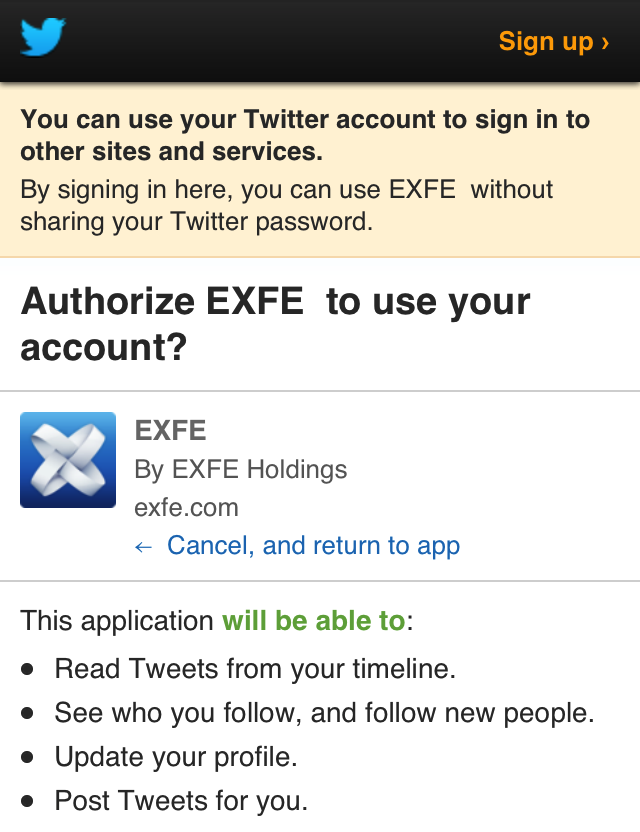 Sign up ›
You can use your Twitter account to sign in to
other sites and services.
By signing in here, you can use EXFE  without
sharing your Twitter password.
Authorize EXFE  to use your
account?
EXFE
By EXFE Holdings
exfe.com
← Cancel, and return to app
This application will be able to:
• Read Tweets from your timeline.
• See who you follow, and follow new people.
• Update your profile.
• Post Tweets for you.